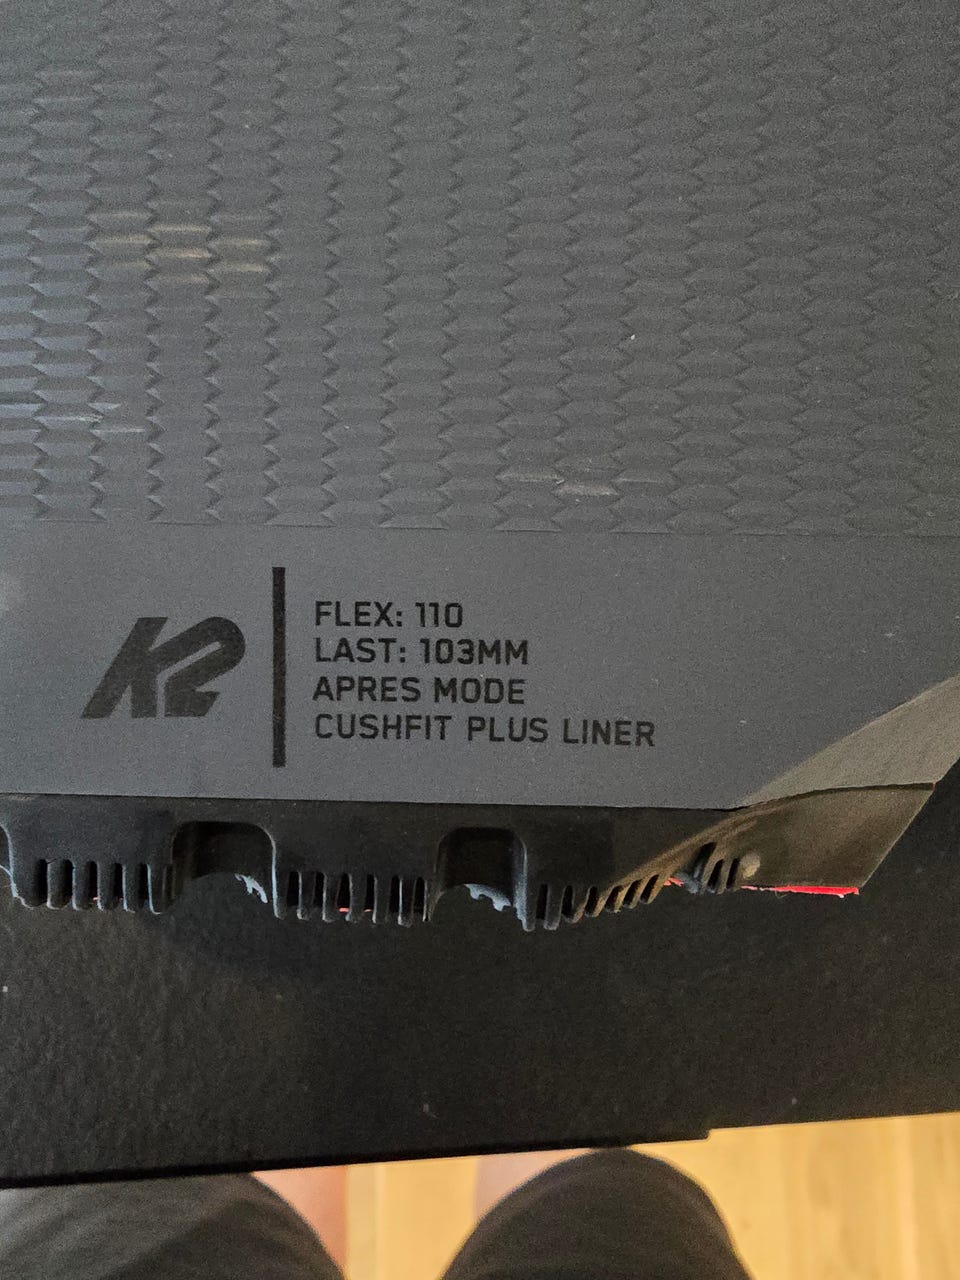 K2
FLEX: 110
LAST: 103MM
APRES MODE
CUSHFIT PLUS LINER